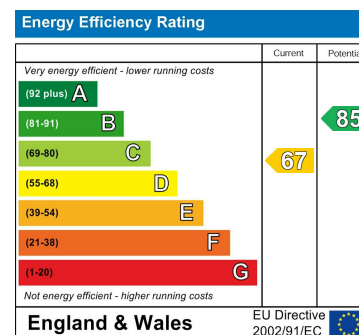 Energy Efficiency Rating
Current
Potentia
Very energy efficient - lower running costs
(92 plus) A
(81-91) B
85
(69-80) C
67
(55-68) D
(39-54) E
(21-38) F
(1-20) G
Not energy efficient - higher running costs
England & Wales
EU Directive
2002/91/EC